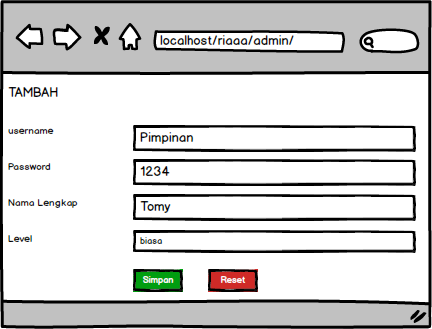 localhost/riaaa/admin/
TAMBAH
username
Pimpinan
Password
1234
Nama Lengkap
Tomy
Level
biasa
Simpan
Reset